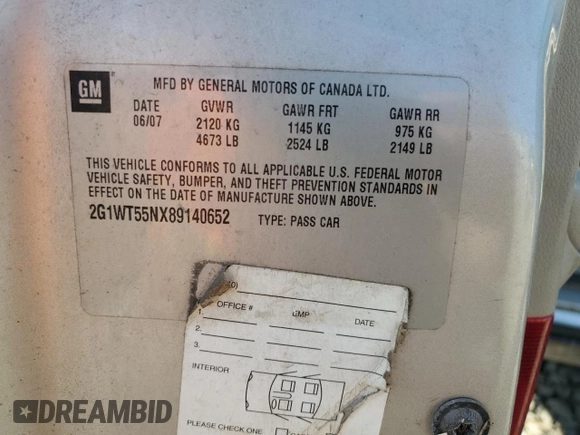 GM
MFD BY GENERAL MOTORS OF CANADA LTD.
DATE GVWR GAWR FRT GAWR RR
06/07 2120 KG 1145 KG 975 KG
4673 LB 2524 LB 2149 LB
THIS VEHICLE CONFORMS TO ALL APPLICABLE U.S. FEDERAL MOTOR
VEHICLE SAFETY, BUMPER, AND THEFT PREVENTION STANDARDS IN
EFFECT ON THE DATE OF MANUFACTURE SHOWN ABOVE.
2G1WT55NX89140652 TYPE: PASS CAR
OFFICE # DATE
1.
2.
3.
INTERIOR
PLEASE CHECK ONE
DREAMBID